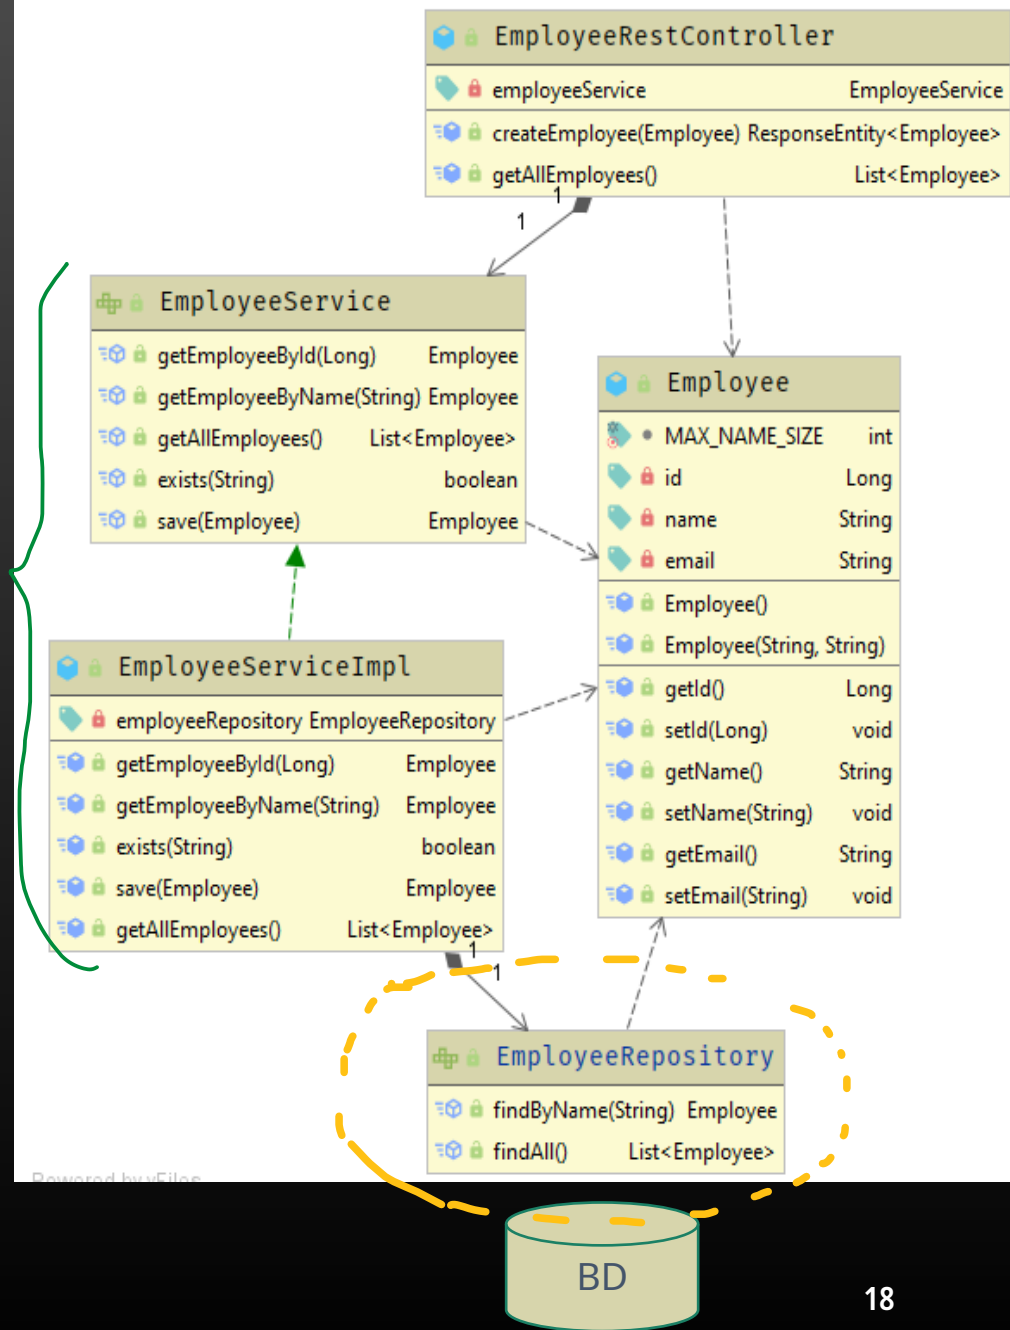 EmployeeRestController
employeeService EmployeeService
createEmployee(Employee) ResponseEntity<Employee>
getAllEmployees() List<Employee>
1
1
EmployeeService
getEmployeeById(Long) Employee
getEmployeeByName(String) Employee
getAllEmployees() List<Employee>
exists(String) boolean
save(Employee) Employee
Employee
MAX_NAME_SIZE int
id Long
name String
email String
Employee()
Employee(String, String)
getId() Long
setId(Long) void
getName() String
setName(String) void
getEmail() String
setEmail(String) void
EmployeeServiceImpl
employeeRepository EmployeeRepository
getEmployeeById(Long) Employee
getEmployeeByName(String) Employee
exists(String) boolean
save(Employee) Employee
getAllEmployees() List<Employee>
1
1
EmployeeRepository
findByName(String) Employee
findAll() List<Employee>
Powered by yFiles
BD
18